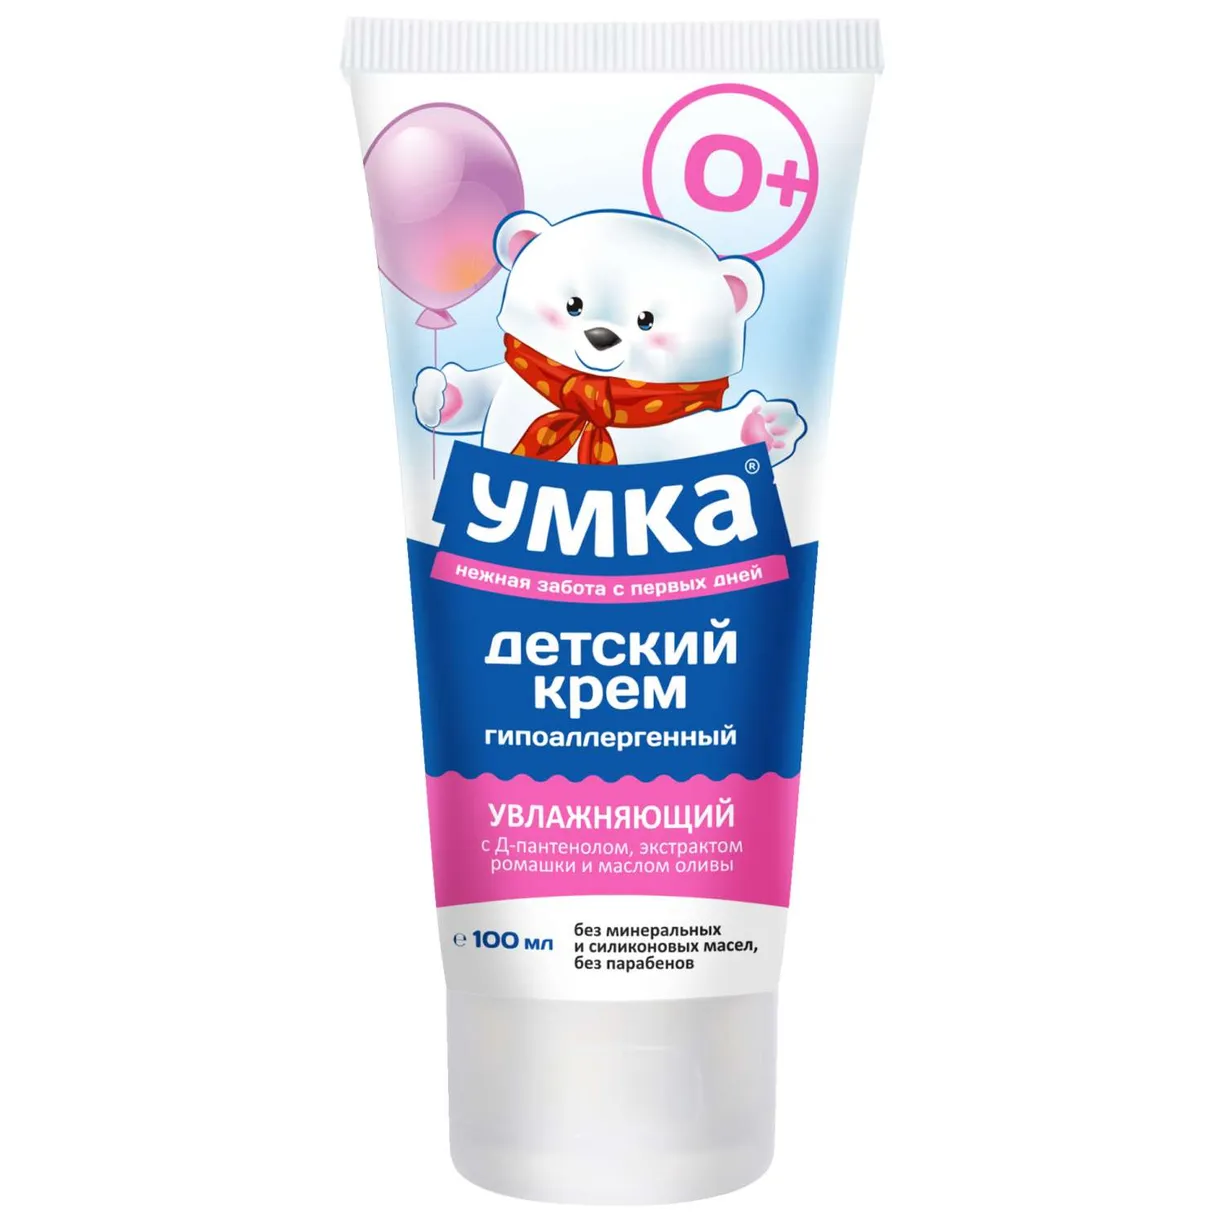 0+
умка®
нежная забота с первых дней
детский
крем
гипоаллергенный
УВЛАЖНЯЮЩИЙ
с Д-пантенолом, экстрактом
ромашки и маслом оливы
℮ 100 мл
без минеральных
и силиконовых масел,
без парабенов